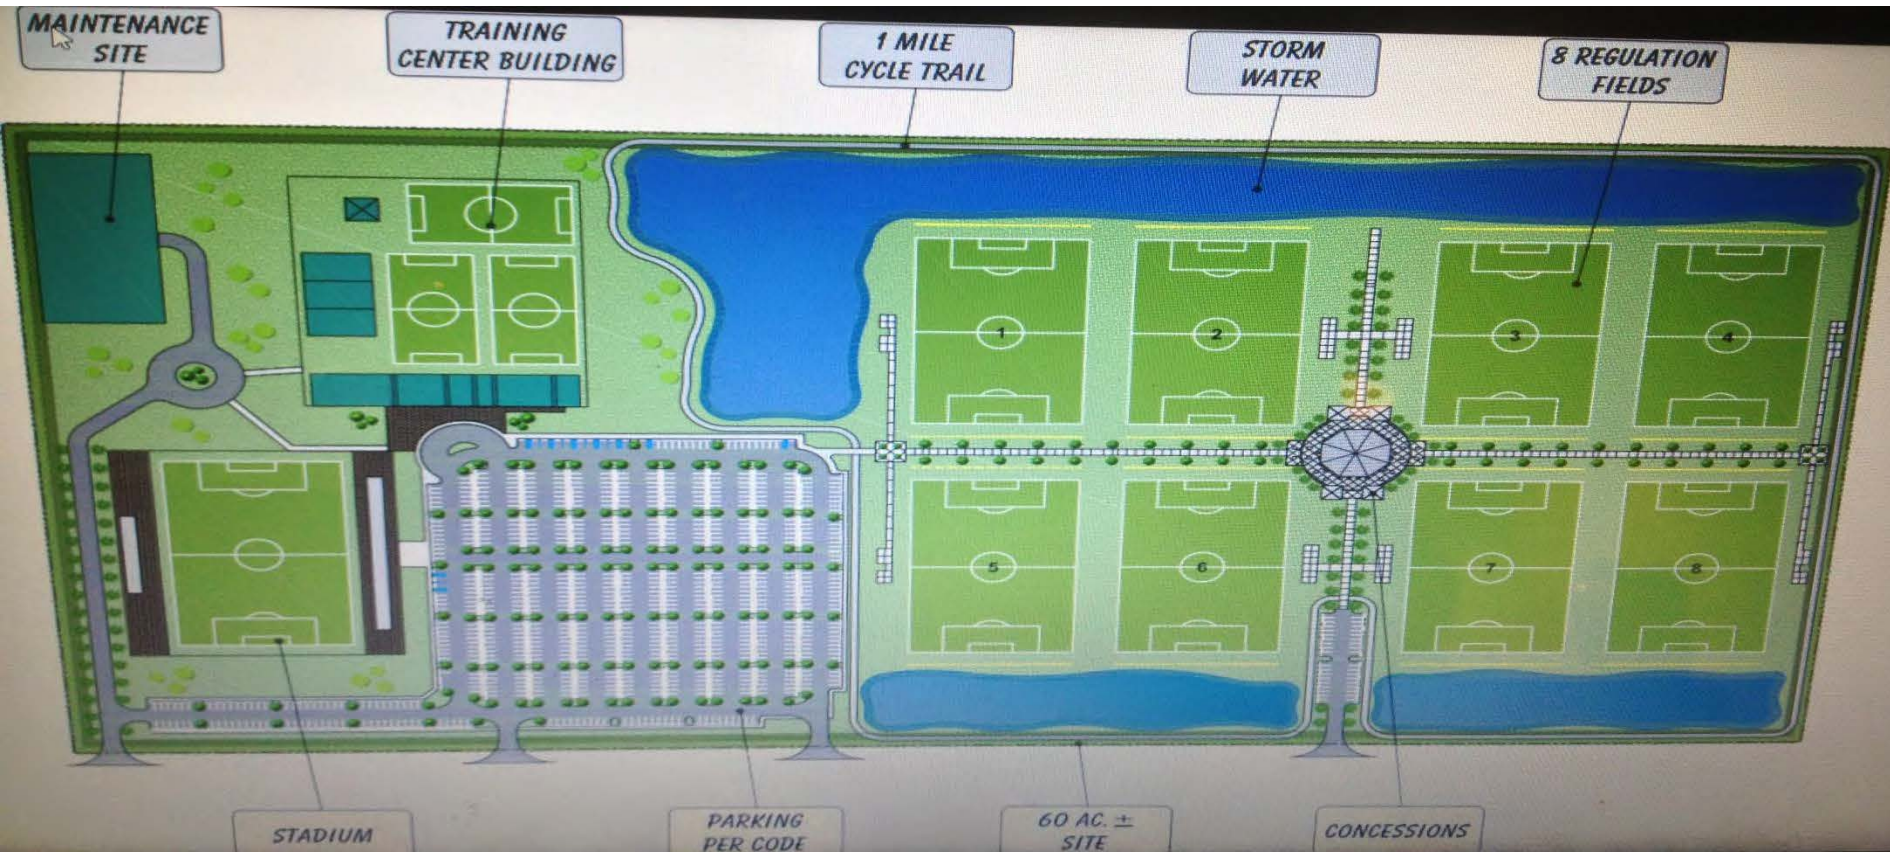 MAINTENANCE
SITE
TRAINING
CENTER BUILDING
1 MILE
CYCLE TRAIL
STORM
WATER
8 REGULATION
FIELDS
1
2
3
4
5
6
7
8
STADIUM
PARKING
PER CODE
60 AC. ±
SITE
CONCESSIONS